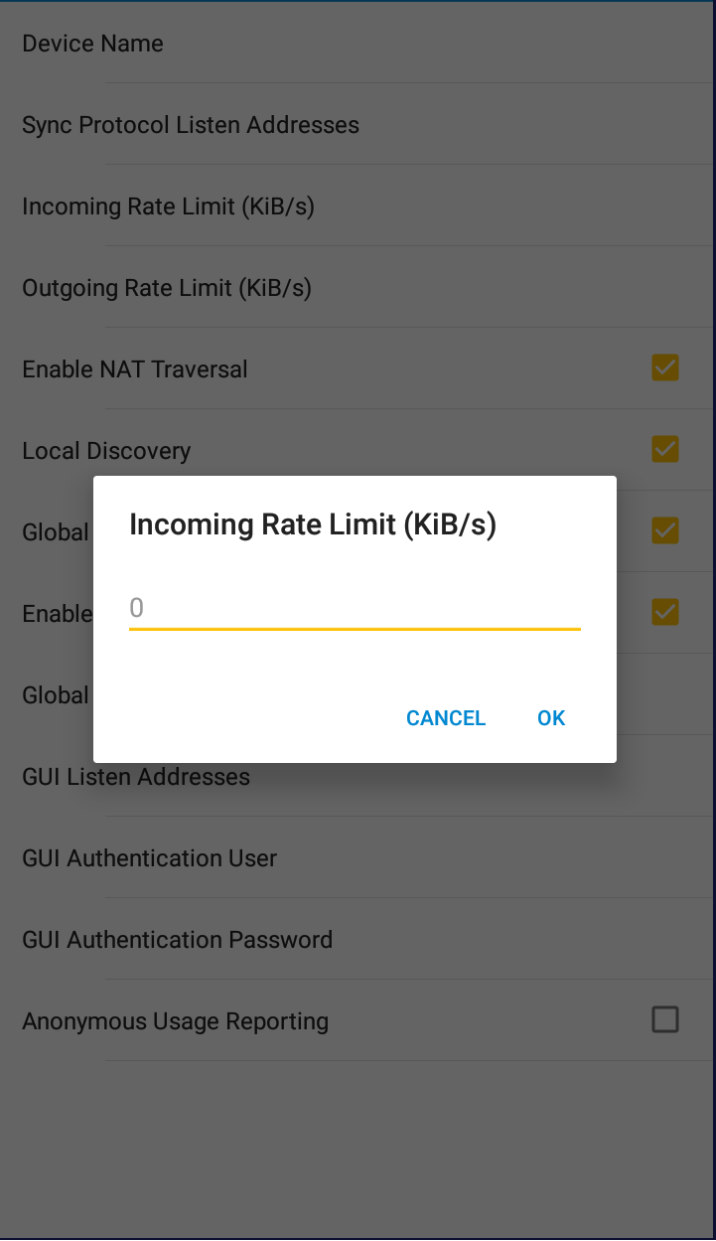 Device Name
Sync Protocol Listen Addresses
Incoming Rate Limit (KiB/s)
Outgoing Rate Limit (KiB/s)
Enable NAT Traversal
Local Discovery
Global
Enable
Global
Incoming Rate Limit (KiB/s)
0
CANCEL OK
GUI Listen Addresses
GUI Authentication User
GUI Authentication Password
Anonymous Usage Reporting